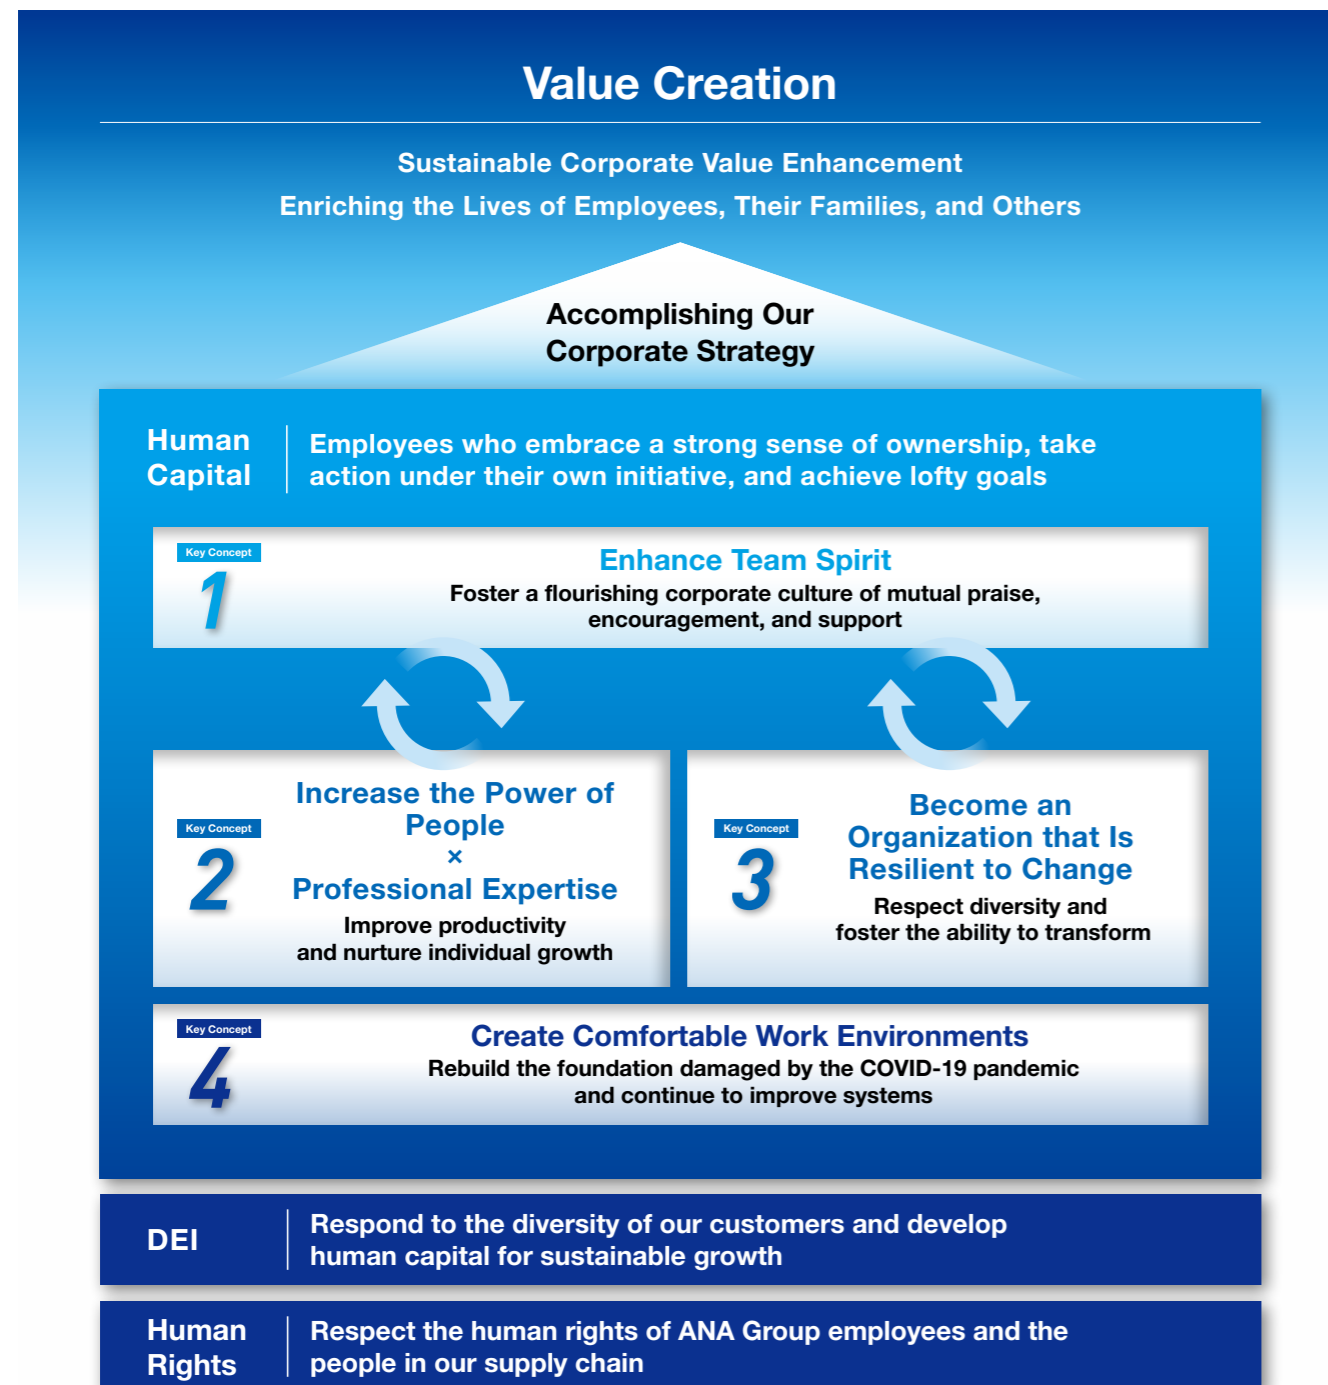 Value Creation
Sustainable Corporate Value Enhancement
Enriching the Lives of Employees, Their Families, and Others
Accomplishing Our
Corporate Strategy
Human
Capital
Employees who embrace a strong sense of ownership, take
action under their own initiative, and achieve lofty goals
Key Concept
1
Enhance Team Spirit
Foster a flourishing corporate culture of mutual praise,
encouragement, and support
Key Concept
2
Increase the Power of
People
×
Professional Expertise
Improve productivity
and nurture individual growth
Key Concept
3
Become an
Organization that Is
Resilient to Change
Respect diversity and
foster the ability to transform
Key Concept
4
Create Comfortable Work Environments
Rebuild the foundation damaged by the COVID-19 pandemic
and continue to improve systems
DEI
Respond to the diversity of our customers and develop
human capital for sustainable growth
Human
Rights
Respect the human rights of ANA Group employees and the
people in our supply chain